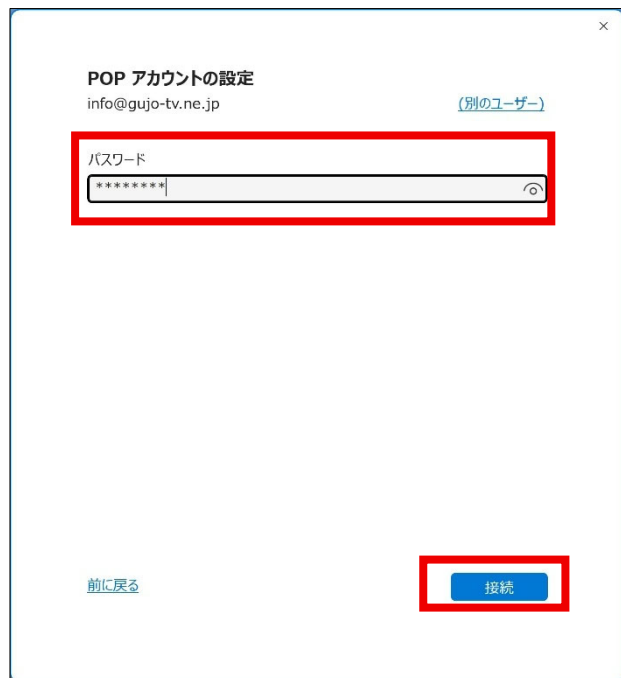 ×
POP アカウントの設定
info@gujo-tv.ne.jp (別のユーザー)
パスワード
********
前に戻る 接続